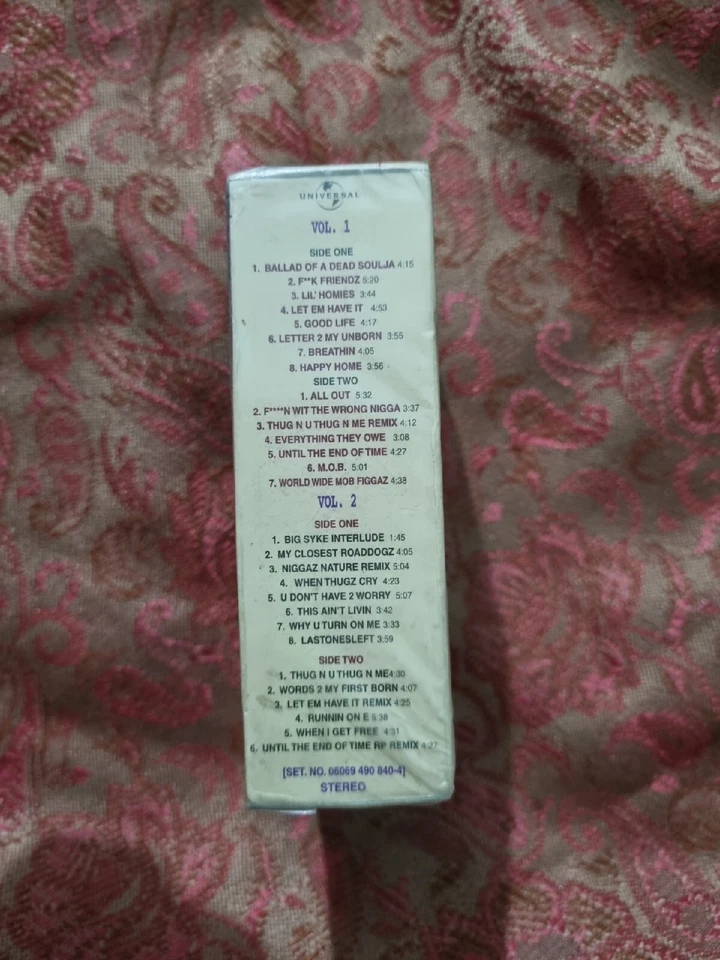 UNIVERSAL
VOL. 1
SIDE ONE
1. BALLAD OF A DEAD SOULJA 4:15
2. F**K FRIENDZ 5:20
3. LIL' HOMIES 3:44
4. LET EM HAVE IT 4:53
5. GOOD LIFE 4:17
6. LETTER 2 MY UNBORN 3:55
7. BREATHIN 4:05
8. HAPPY HOME 3:56
SIDE TWO
1. ALL OUT 5:32
2. F****N WIT THE WRONG NIGGA 3:37
3. THUG N U THUG N ME REMIX 4:12
4. EVERYTHING THEY OWE 3:08
5. UNTIL THE END OF TIME 4:27
6. M.O.B. 5:01
7. WORLD WIDE MOB FIGGAZ 4:38
VOL. 2
SIDE ONE
1. BIG SYKE INTERLUDE 1:45
2. MY CLOSEST ROADDOGZ 4:05
3. NIGGAZ NATURE REMIX 5:04
4. WHEN THUGZ CRY 4:23
5. U DON'T HAVE 2 WORRY 5:07
6. THIS AIN'T LIVIN 3:42
7. WHY U TURN ON ME 3:33
8. LASTONESLEFT 3:59
SIDE TWO
1. THUG N U THUG N ME 4:30
2. WORDS 2 MY FIRST BORN 4:07
3. LET EM HAVE IT REMIX 4:25
4. RUNNIN ON E 5:38
5. WHEN I GET FREE 4:31
6. UNTIL THE END OF TIME RP REMIX 4:27
[SET. NO. 06069 490 840-4]
STEREO